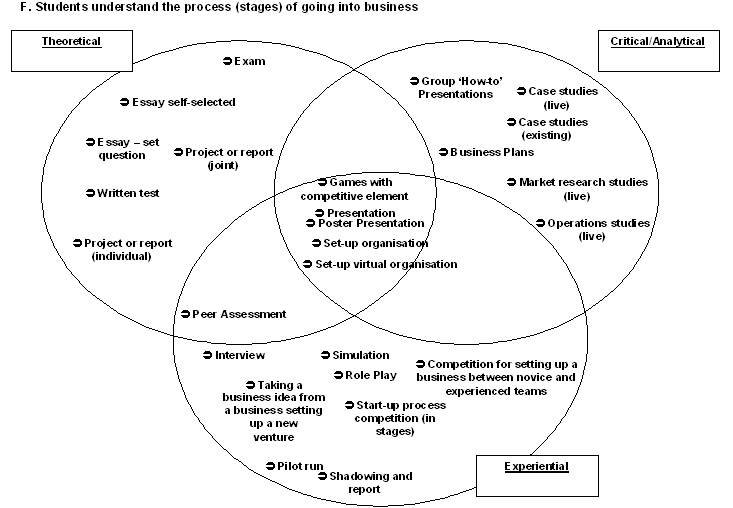 F. Students understand the process (stages) of going into business
Theoretical
Critical/Analytical
Exam
Essay self-selected
Essay – set
question
Project or report
(joint)
Written test
Project or report
(individual)
Group ‘How-to’
Presentations
Case studies
(live)
Case studies
(existing)
Business Plans
Market research studies
(live)
Operations studies
(live)
Games with
competitive element
Presentation
Poster Presentation
Set-up organisation
Set-up virtual organisation
Peer Assessment
Interview
Simulation
Role Play
Competition for setting up a
business between novice and
experienced teams
Taking a
business idea from
a business setting
up a new
venture
Start-up process
competition (in
stages)
Pilot run
Shadowing and
report
Experiential